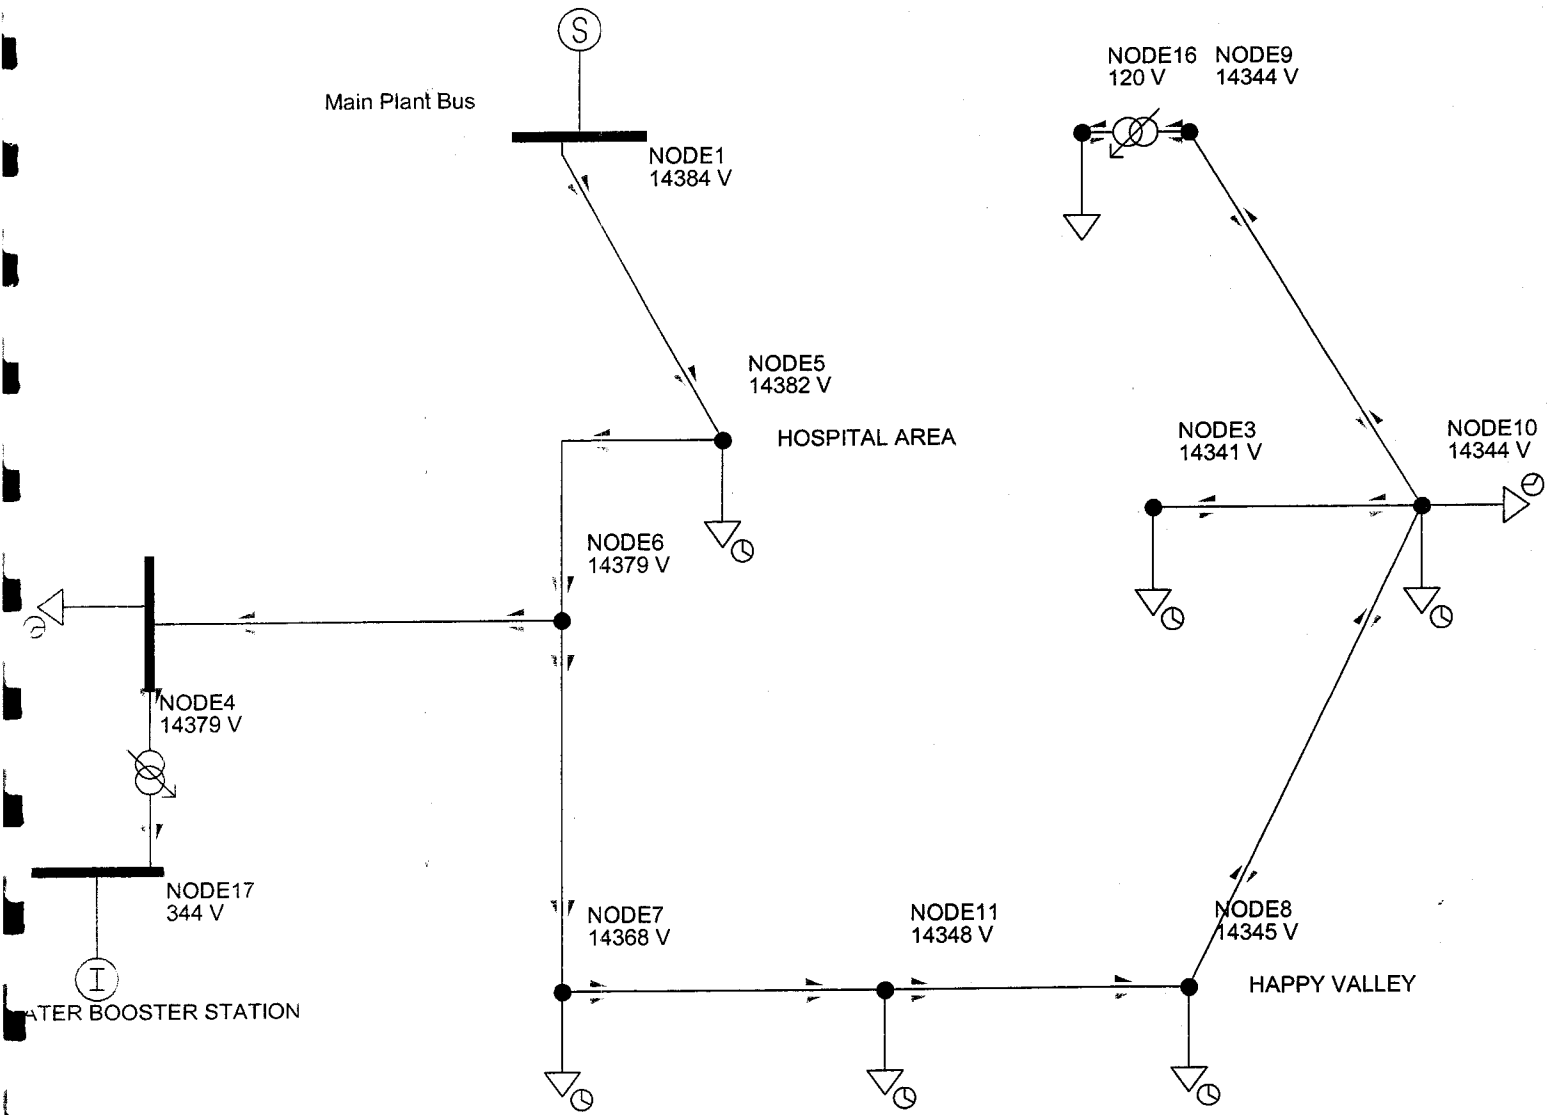 S
NODE16
120 V
NODE9
14344 V
Main Plant Bus
NODE1
14384 V
NODE5
14382 V
HOSPITAL AREA
NODE3
14341 V
NODE10
14344 V
NODE6
14379 V
NODE4
14379 V
NODE17
344 V
I
ATER BOOSTER STATION
NODE7
14368 V
NODE11
14348 V
NODE8
14345 V
HAPPY VALLEY